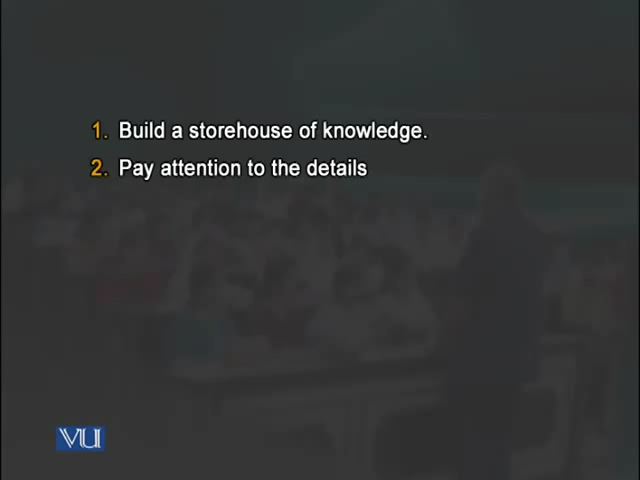 1. Build a storehouse of knowledge.
2. Pay attention to the details
VU